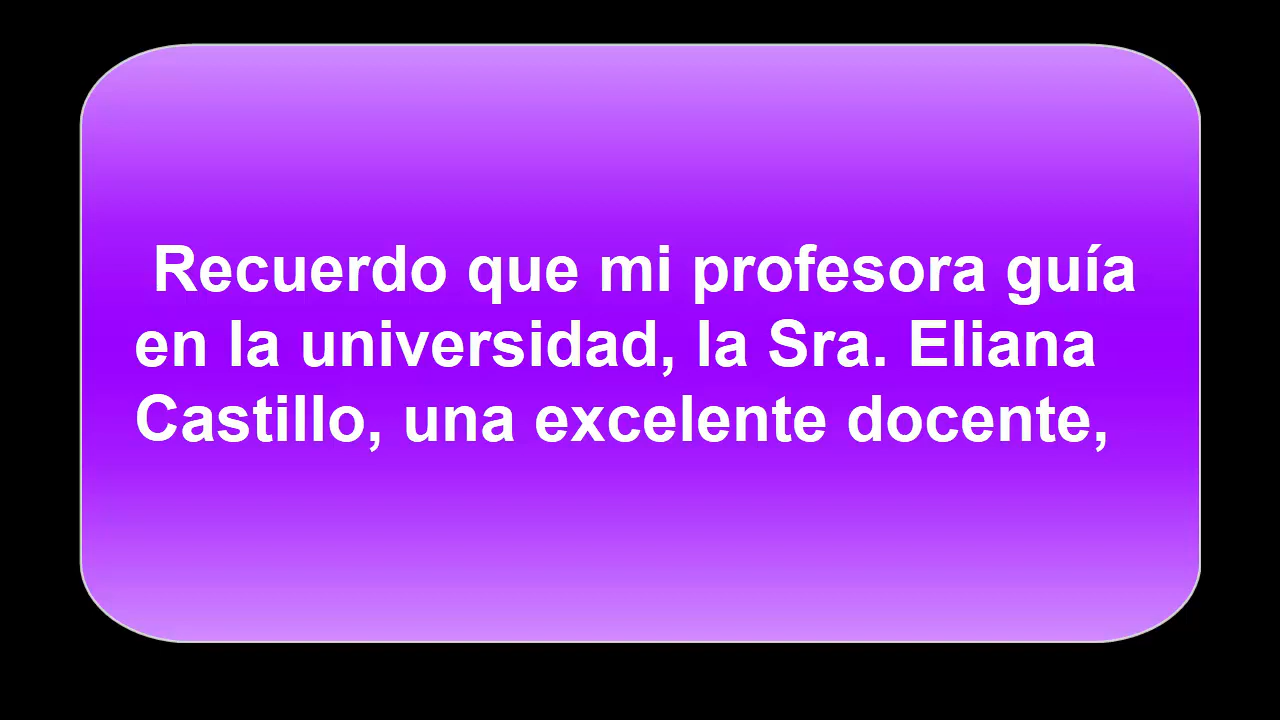 Recuerdo que mi profesora guía
en la universidad, la Sra. Eliana
Castillo, una excelente docente,